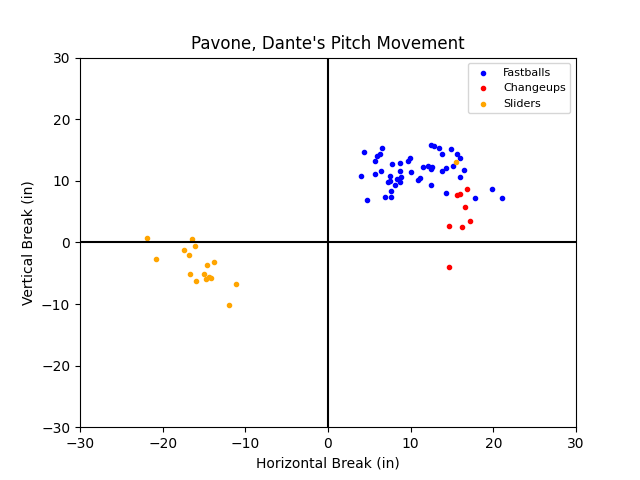 Pavone, Dante's Pitch Movement
Fastballs
Changeups
Sliders
Vertical Break (in)
30
20
10
0
−10
−20
−30
−30
−20
−10
0
10
20
30
Horizontal Break (in)